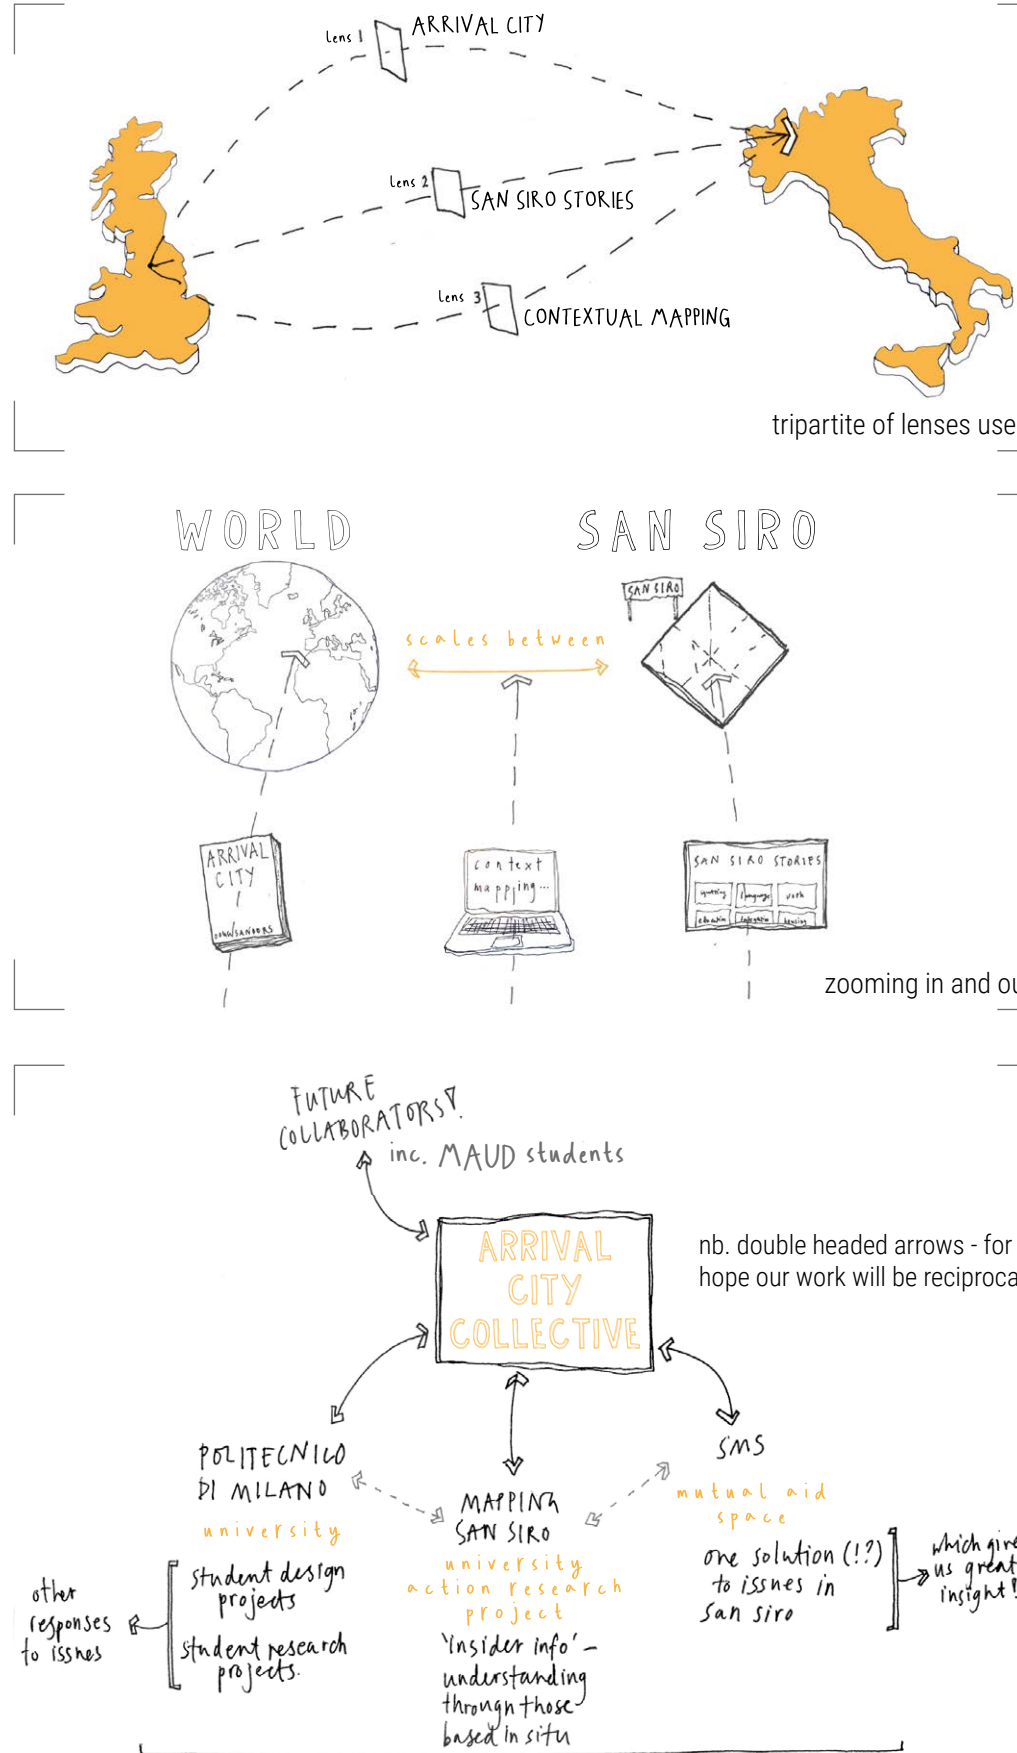 Lens 1
ARRIVAL CITY
Lens 2
SAN SIRO STORIES
Lens 3
CONTEXTUAL MAPPING
tripartite of lenses use
WORLD
SAN SIRO
SAN SIRO
scales between
ARRIVAL
CITY
context
mapping...
SAN SIRO STORIES
language
work
education
housing
zooming in and ou
FUTURE
COLLABORATORS!
inc. MAUD students
ARRIVAL
CITY
COLLECTIVE
nb. double headed arrows - for
hope our work will be reciproca
POLITECNICO
DI MILANO
university
student design
projects
student research
projects.
other
responses
to issues
MAPPING
SAN SIRO
university
action research
project
'Insider info' -
understanding
through those
based in situ
SMS
mutual aid
space
one solution (!?)
to issues in
san siro
which give
us great
insight!